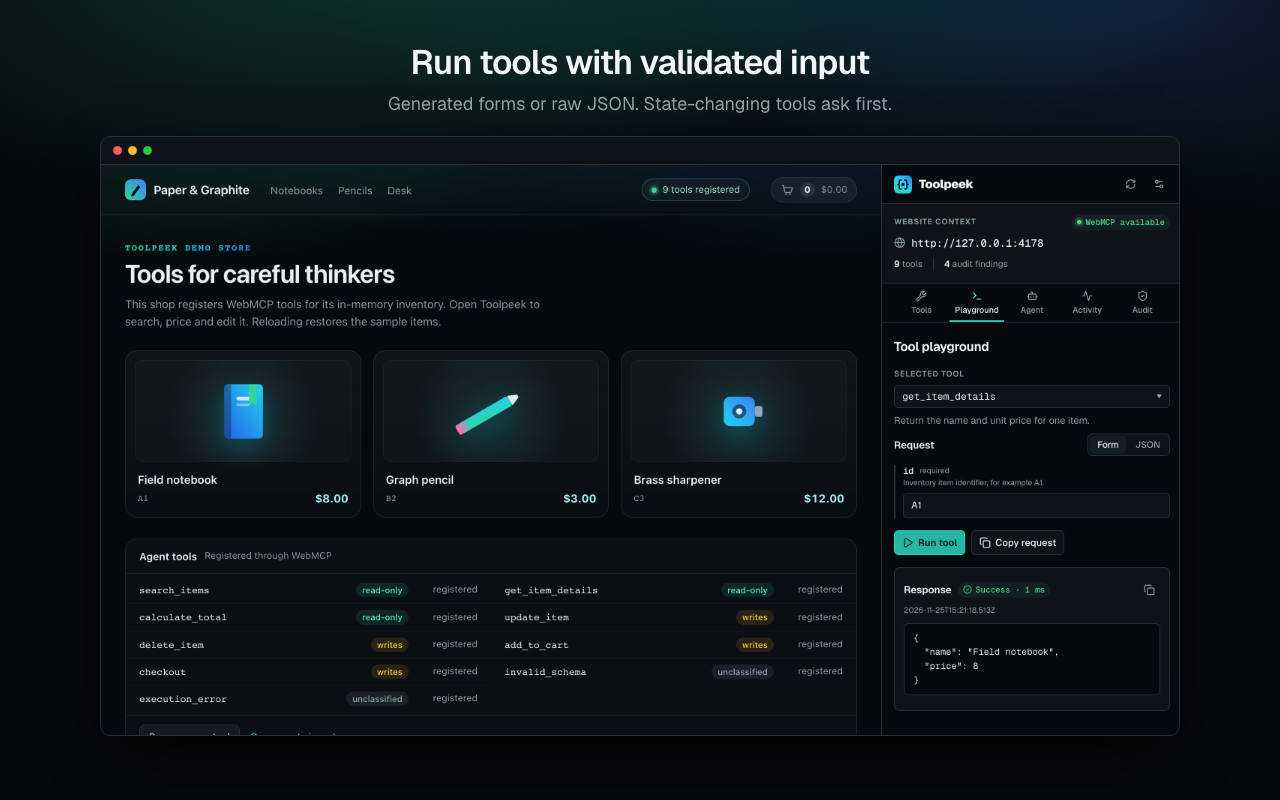 Run tools with validated input
Generated forms or raw JSON. State-changing tools ask first.
Paper & Graphite Notebooks Pencils Desk 9 tools registered 0 $0.00
TOOLPEEK DEMO STORE
Tools for careful thinkers
This shop registers WebMCP tools for its in-memory inventory. Open Toolpeek to
search, price and edit it. Reloading restores the sample items.
Field notebook
A1 $8.00
Graph pencil
B2 $3.00
Brass sharpener
C3 $12.00
Agent tools Registered through WebMCP
search_items read-only registered get_item_details read-only registered
calculate_total read-only registered update_item writes registered
delete_item writes registered add_to_cart writes registered
checkout writes registered invalid_schema unclassified registered
execution_error unclassified registered
Toolpeek
WEBSITE CONTEXT WebMCP available
http://127.0.0.1:4178
9 tools 4 audit findings
Tools Playground Agent Activity Audit
Tool playground
SELECTED TOOL
get_item_details
Return the name and unit price for one item.
Request Form JSON
id required
Inventory item identifier, for example A1.
A1
Run tool Copy request
Response Success · 1 ms
2026-11-25T15:21:18.513Z
{
"name": "Field notebook",
"price": 8
}